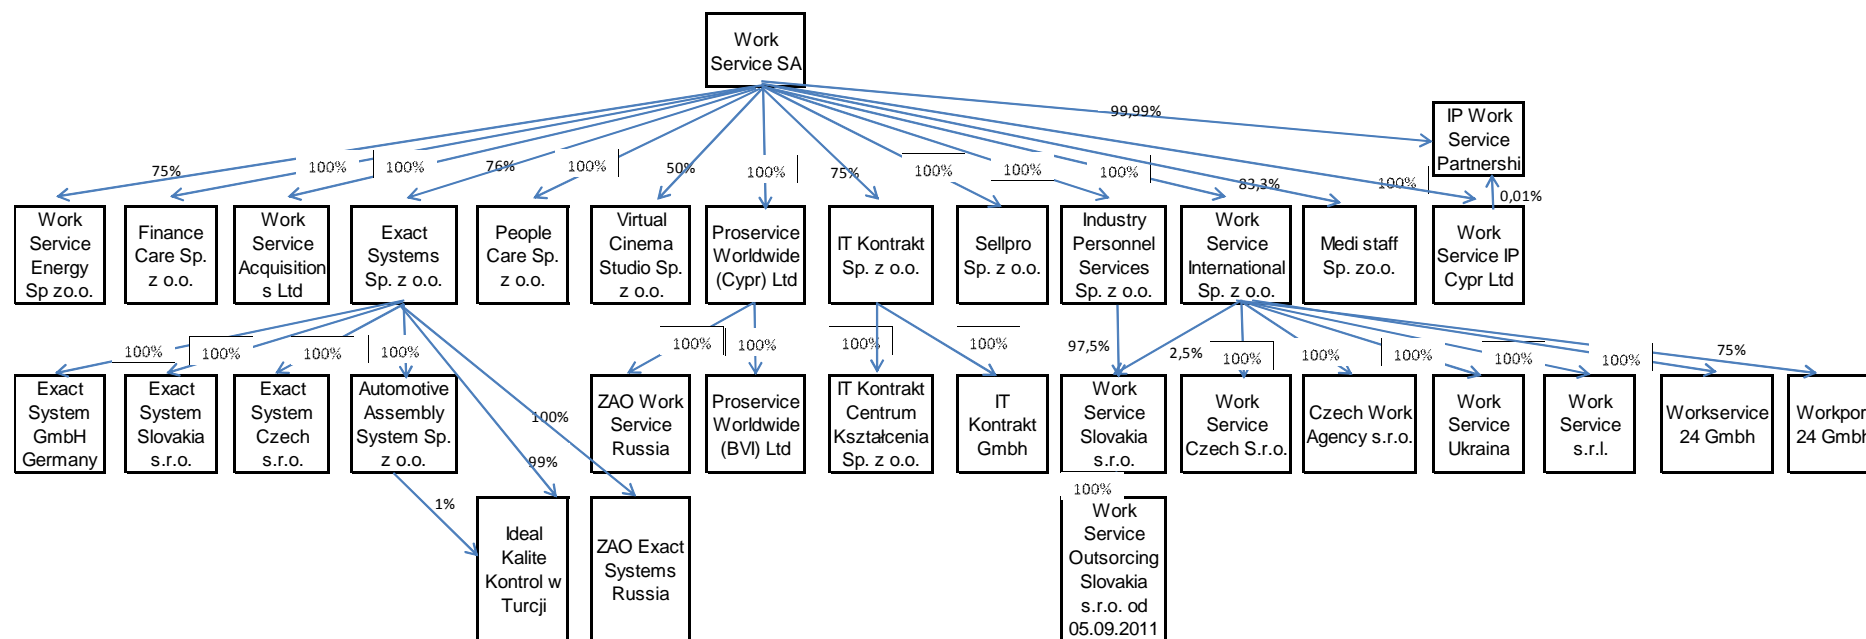 Work
Service SA
99,99%
IP Work
Service
Partnershi
75%
100%
100%
76%
100%
50%
100%
75%
100%
100%
100%
83,3%
100%
0,01%
Work
Service
Energy
Sp zo.o.
Finance
Care Sp.
z o.o.
Work
Service
Acquisition
s Ltd
Exact
Systems
Sp. z o.o.
People
Care Sp.
z o.o.
Virtual
Cinema
Studio Sp.
z o.o.
Proservice
Worldwide
(Cypr) Ltd
IT Kontrakt
Sp. z o.o.
Sellpro
Sp. z o.o.
Industry
Personnel
Services
Sp. z o.o.
Work
Service
International
Sp. z o.o.
Medi staff
Sp. zo.o.
Work
Service IP
Cypr Ltd
100%
100%
100%
100%
100%
100%
100%
100%
97,5%
2,5%
100%
100%
100%
100%
100%
75%
Exact
System
GmbH
Germany
Exact
System
Slovakia
s.r.o.
Exact
System
Czech
s.r.o.
Automotive
Assembly
System Sp.
z o.o.
100%
99%
ZAO Work
Service
Russia
Proservice
Worldwide
(BVI) Ltd
IT Kontrakt
Centrum
Kształcenia
Sp. z o.o.
IT
Kontrakt
Gmbh
Work
Service
Slovakia
s.r.o.
Work
Service
Czech S.r.o.
Czech Work
Agency s.r.o.
Work
Service
Ukraina
Work
Service
s.r.l.
Workservice
24 Gmbh
Workpor
24 Gmbh
1%
100%
Ideal
Kalite
Kontrol w
Turcji
ZAO Exact
Systems
Russia
Work
Service
Outsorcing
Slovakia
s.r.o. od
05.09.2011